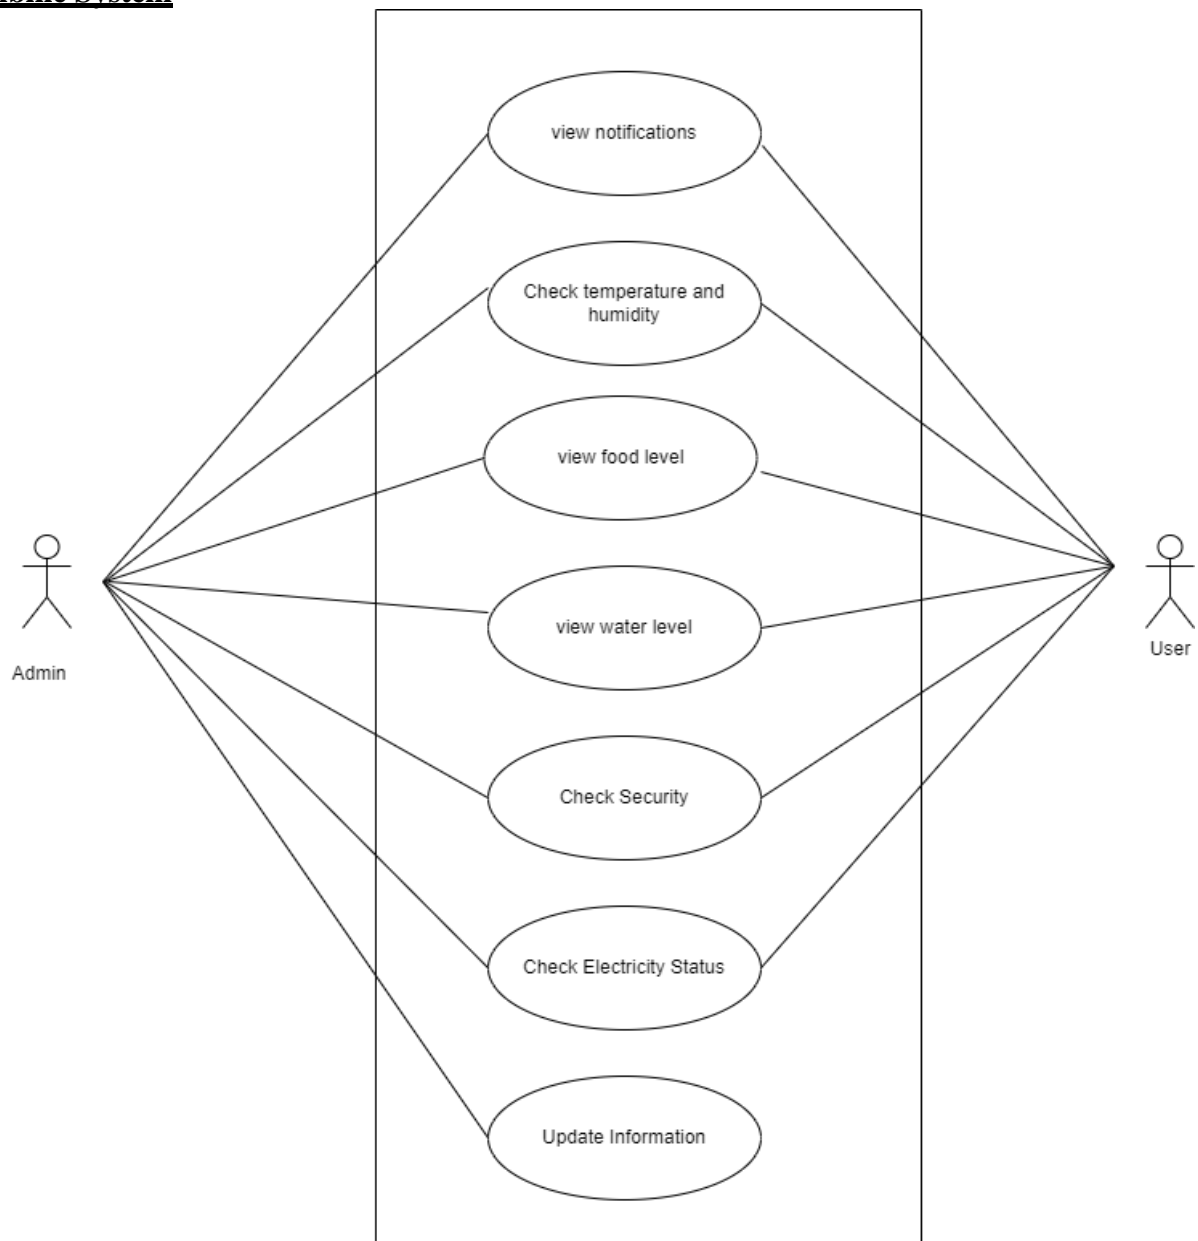 System
view notifications
Check temperature and
humidity
view food level
view water level
Admin
User
Check Security
Check Electricity Status
Update Information